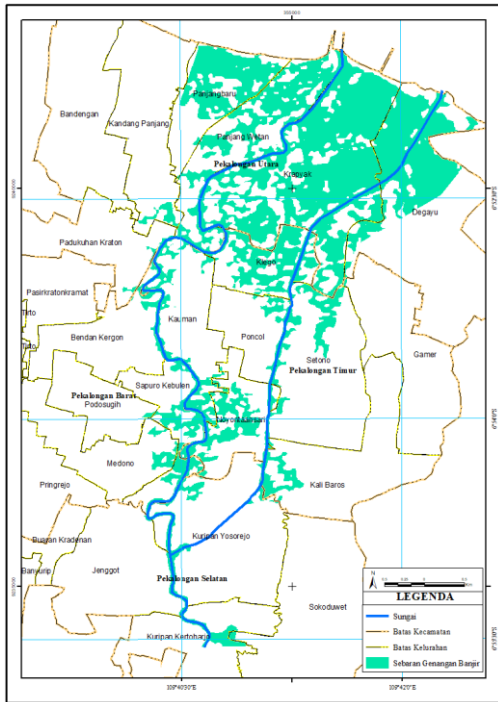 Panjangbaru
Bandengan
Kandang Panjang
Panjang Wetan
Pekalongan Utara
Krapyak
Degayu
Padukuhan Kraton
Klego
Pasirkratonkramat
Tirto
Kauman
Bendan Kergon
Poncol
Tirto
Setono
Gamer
Pekalongan Timur
Sapuro Kebulen
Pekalongan Barat
Podosugih
Noyontaansari
Medono
Pringrejo
Kali Baros
Buaran Kradenan
Kuripan Yosorejo
Banyurip
Jenggot
Pekalongan Selatan
Sokoduwet
Kuripan Kertoharjo
N
LEGENDA
Sungai
Batas Kecamatan
Batas Kelurahan
Sebaran Genangan Banjir